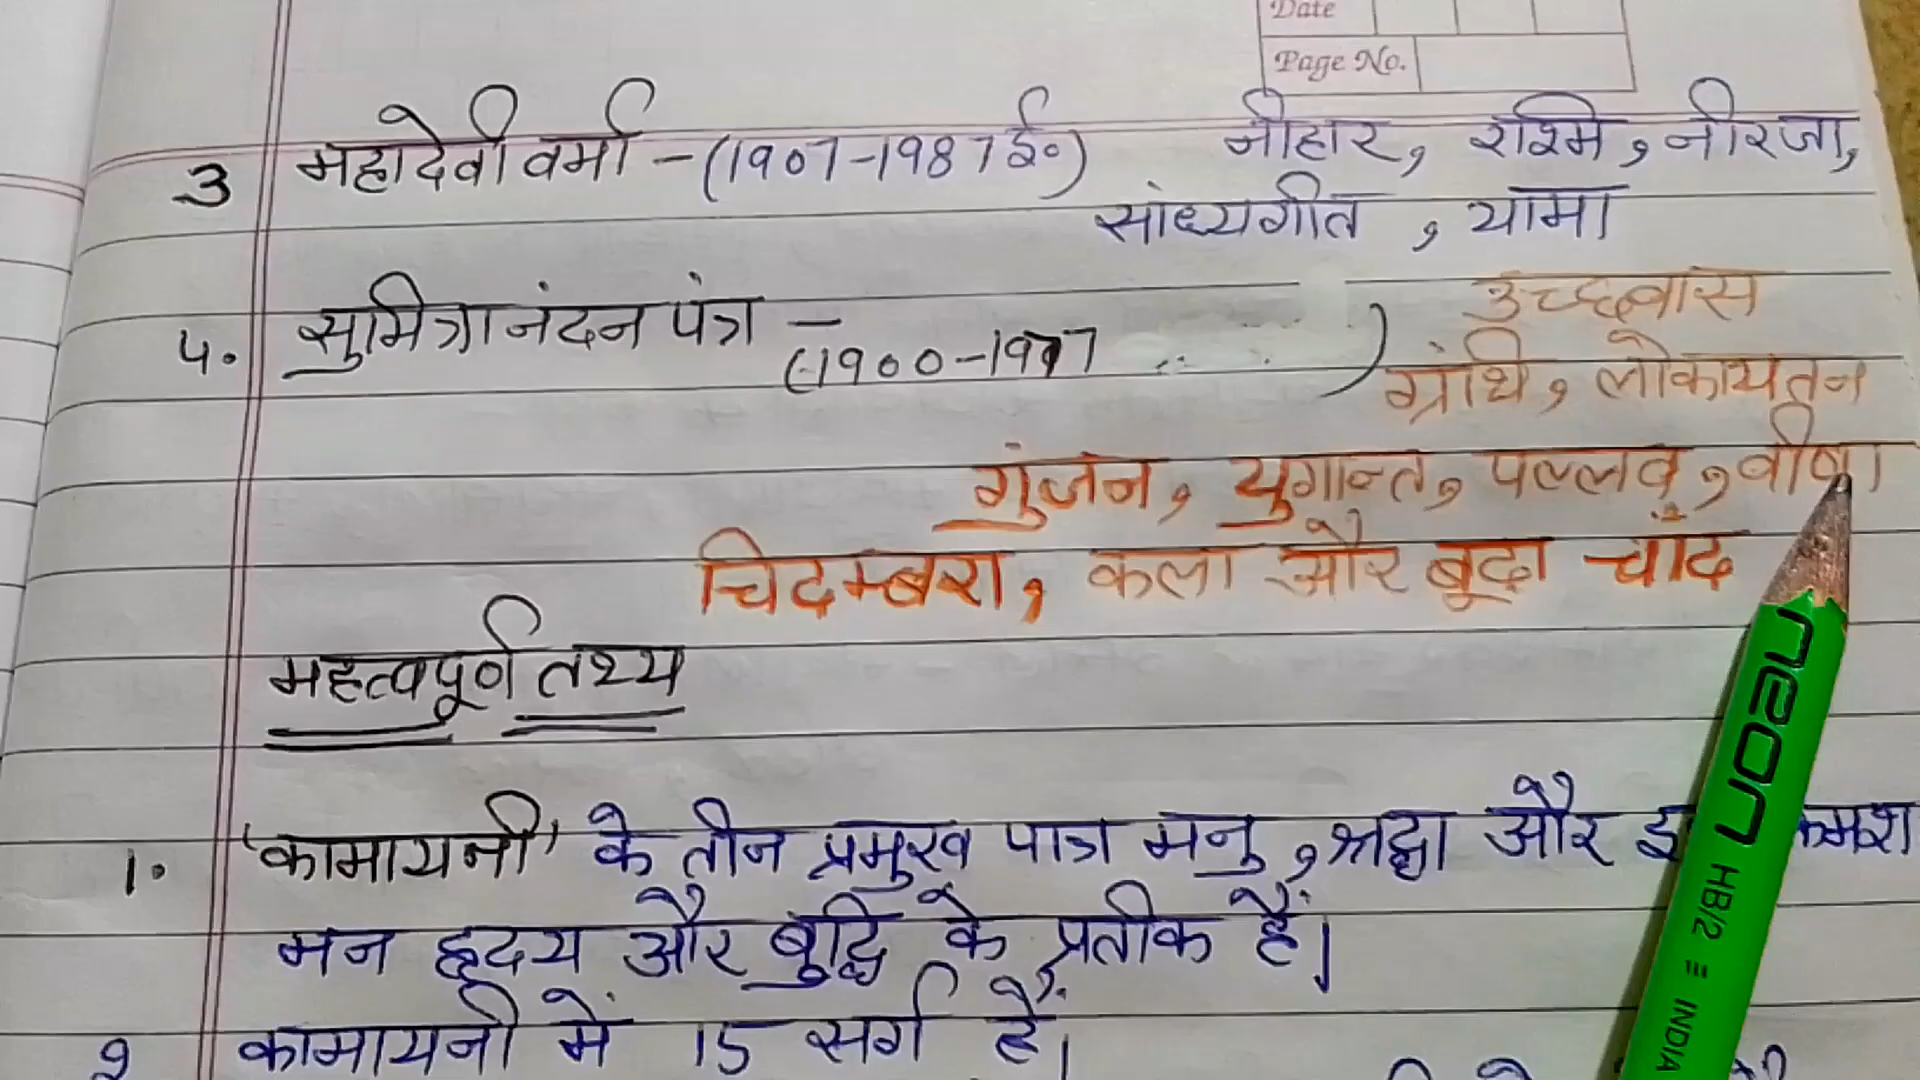 Date
Page No.
3 महादेवी वर्मा - (1907-1987 ई०) नीहार, रश्मि, नीरजा,
सांध्यगीत , यामा
4. सुमित्रानंदन पंत्र - (1900-1977 ) उच्छ्वास
ग्रंथि, लोकायतन
गुंजन, युगान्त, पल्लव, वीणा
चिदम्बरा, कला और बूढ़ा चाँद
महत्वपूर्ण तथ्य
1. 'कामायनी' के तीन प्रमुख पात्र मनु, श्रद्धा और क्रमश
मन हृदय और बुद्धि के प्रतीक हैं।
2 कामायनी में 15 सर्ग हैं।
neon HB/2 INDIA